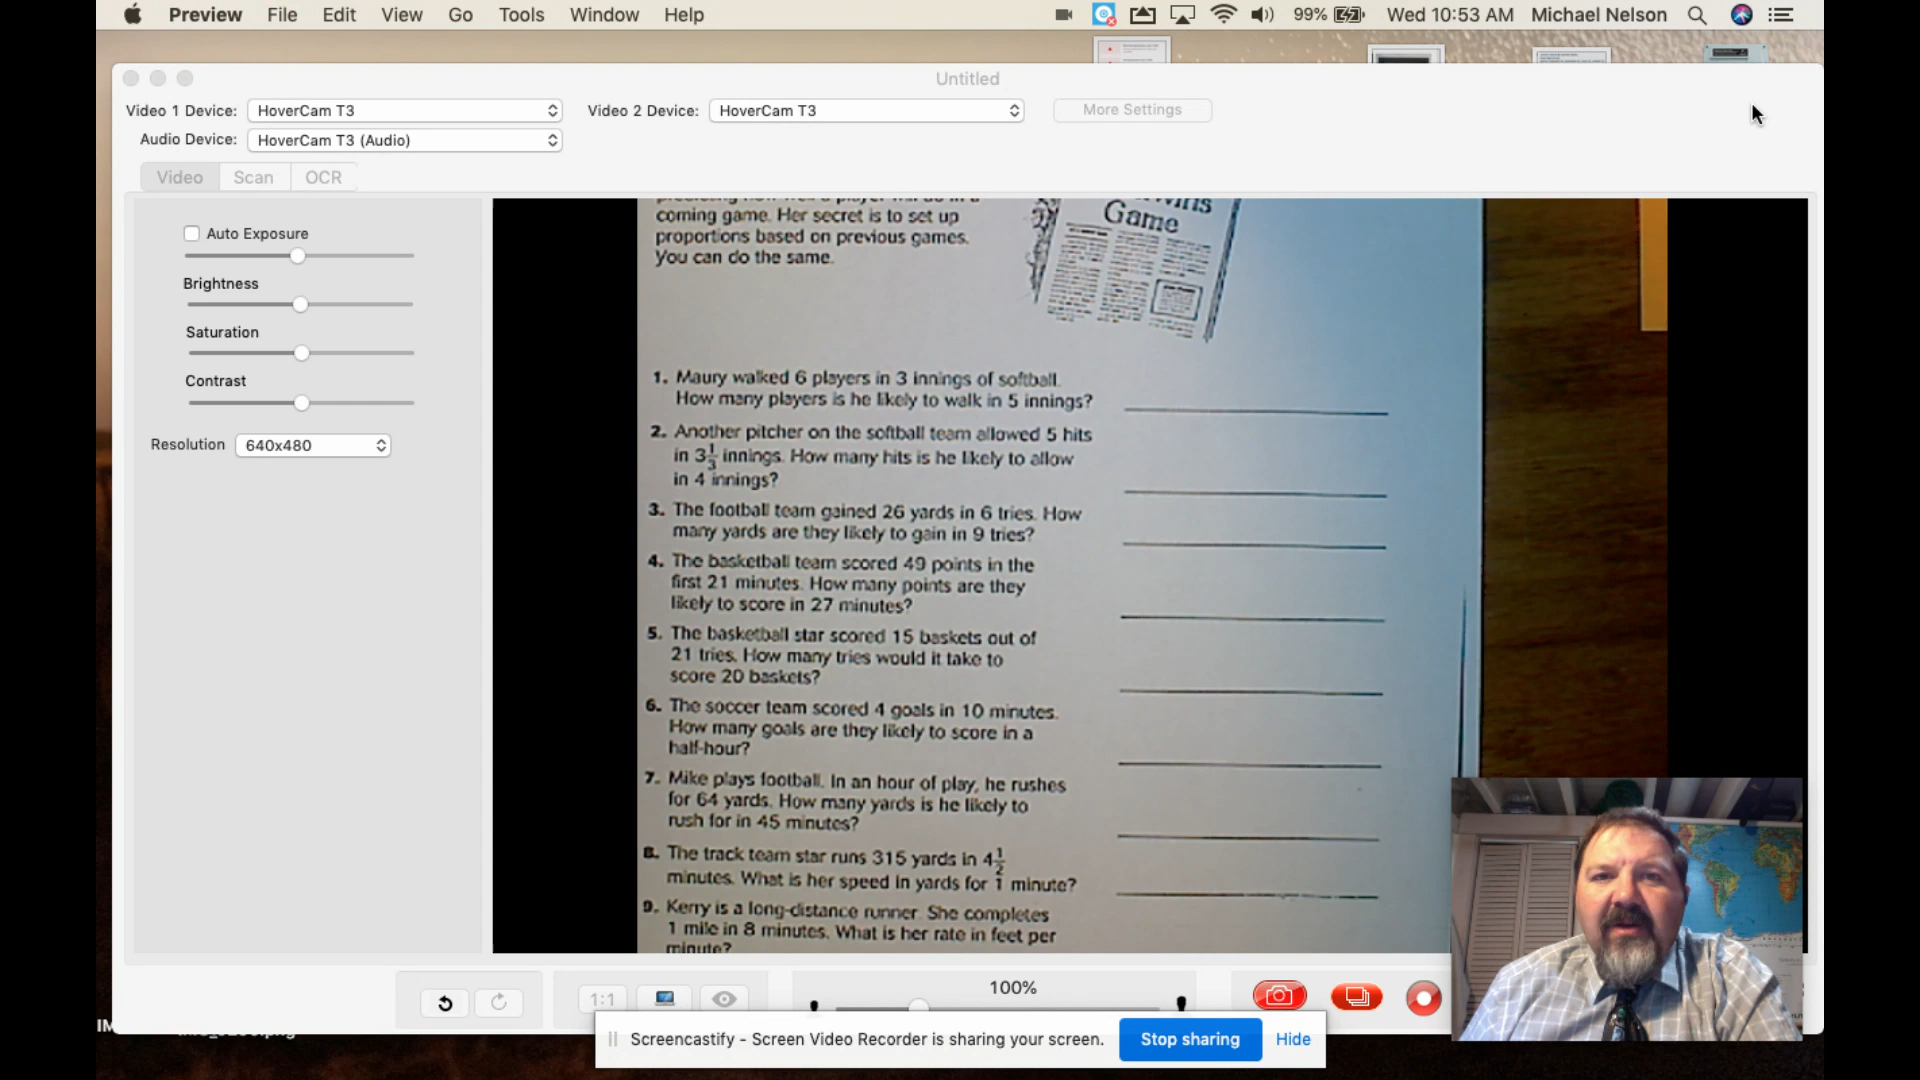 Preview File Edit View Go Tools Window Help 99% Wed 10:53 AM Michael Nelson
Untitled
Video 1 Device: HoverCam T3 Video 2 Device: HoverCam T3 More Settings
Audio Device: HoverCam T3 (Audio)
Video Scan OCR
Auto Exposure
Brightness
Saturation
Contrast
Resolution 640x480
coming game. Her secret is to set up
proportions based on previous games.
You can do the same.
Game
1. Maury walked 6 players in 3 innings of softball.
How many players is he likely to walk in 5 innings?
2. Another pitcher on the softball team allowed 5 hits
in 3 1/3 innings. How many hits is he likely to allow
in 4 innings?
3. The football team gained 26 yards in 6 tries. How
many yards are they likely to gain in 9 tries?
4. The basketball team scored 49 points in the
first 21 minutes. How many points are they
likely to score in 27 minutes?
5. The basketball star scored 15 baskets out of
21 tries. How many tries would it take to
score 20 baskets?
6. The soccer team scored 4 goals in 10 minutes.
How many goals are they likely to score in a
half-hour?
7. Mike plays football. In an hour of play, he rushes
for 64 yards. How many yards is he likely to
rush for in 45 minutes?
8. The track team star runs 315 yards in 4 1/2
minutes. What is her speed in yards for 1 minute?
9. Kerry is a long-distance runner. She completes
1 mile in 8 minutes. What is her rate in feet per
minute?
1:1 100%
Screencastify - Screen Video Recorder is sharing your screen. Stop sharing Hide